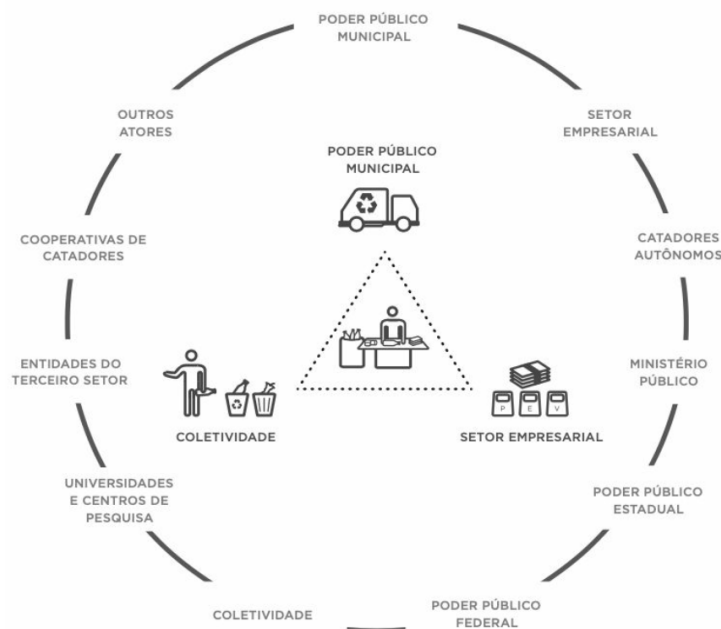 PODER PÚBLICO
MUNICIPAL
OUTROS
ATORES
SETOR
EMPRESARIAL
PODER PÚBLICO
MUNICIPAL
COOPERATIVAS DE
CATADORES
CATADORES
AUTÔNOMOS
ENTIDADES DO
TERCEIRO SETOR
MINISTÉRIO
PÚBLICO
P E V
COLETIVIDADE
SETOR EMPRESARIAL
UNIVERSIDADES
E CENTROS DE
PESQUISA
PODER PÚBLICO
ESTADUAL
COLETIVIDADE
PODER PÚBLICO
FEDERAL